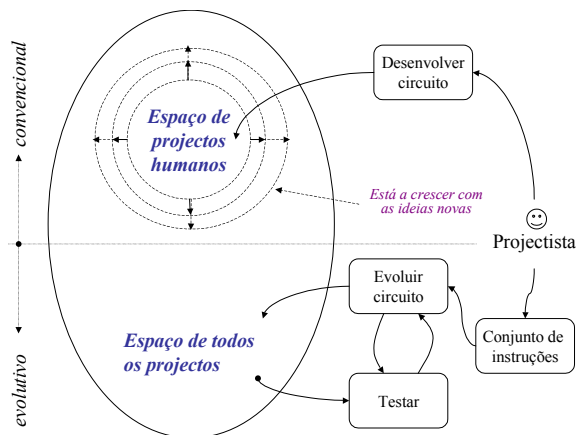 convencional
Espaço de
projectos
humanos
Desenvolver
circuito
Está a crescer com
as ideias novas
Projectista
Evoluir
circuito
Conjunto de
instruções
Espaço de todos
os projectos
Testar
evolutivo